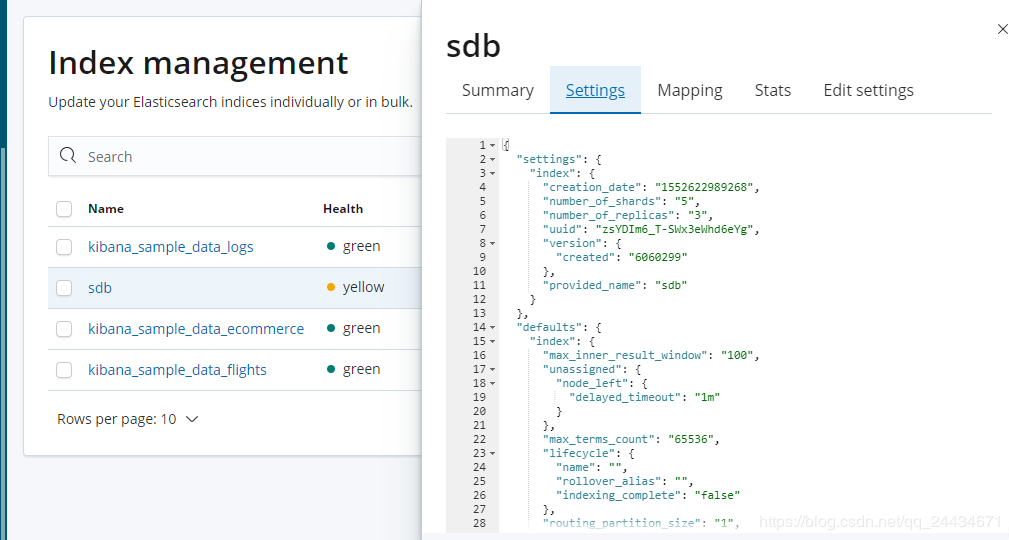 Index management
Update your Elasticsearch indices individually or in bulk.
Search
Name Health
kibana_sample_data_logs green
sdb yellow
kibana_sample_data_ecommerce green
kibana_sample_data_flights green
Rows per page: 10
sdb
Summary Settings Mapping Stats Edit settings
1 {
2 "settings": {
3 "index": {
4 "creation_date": "1552622989268",
5 "number_of_shards": "5",
6 "number_of_replicas": "3",
7 "uuid": "zsYDIm6_T-SWx3eWhd6eYg",
8 "version": {
9 "created": "6060299"
10 },
11 "provided_name": "sdb"
12 }
13 },
14 "defaults": {
15 "index": {
16 "max_inner_result_window": "100",
17 "unassigned": {
18 "node_left": {
19 "delayed_timeout": "1m"
20 }
21 },
22 "max_terms_count": "65536",
23 "lifecycle": {
24 "name": "",
25 "rollover_alias": "",
26 "indexing_complete": "false"
27 },
28 "routing_partition_size": "1",
https://blog.csdn.net/qq_24434671